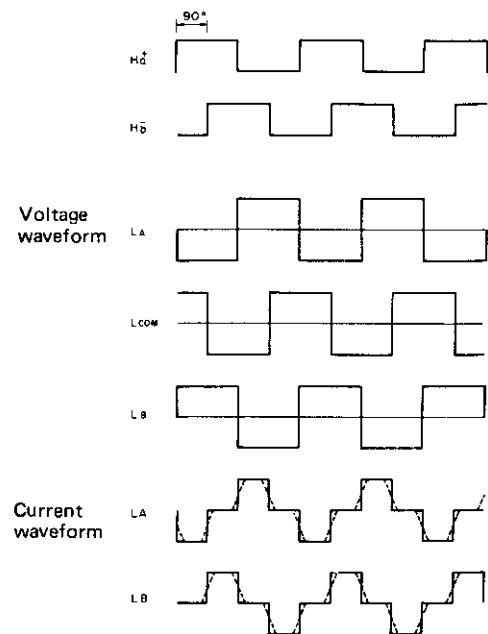 90°
Ha+
Hb-
Voltage
waveform
LA
LCOM
LB
Current
waveform
LA
LB